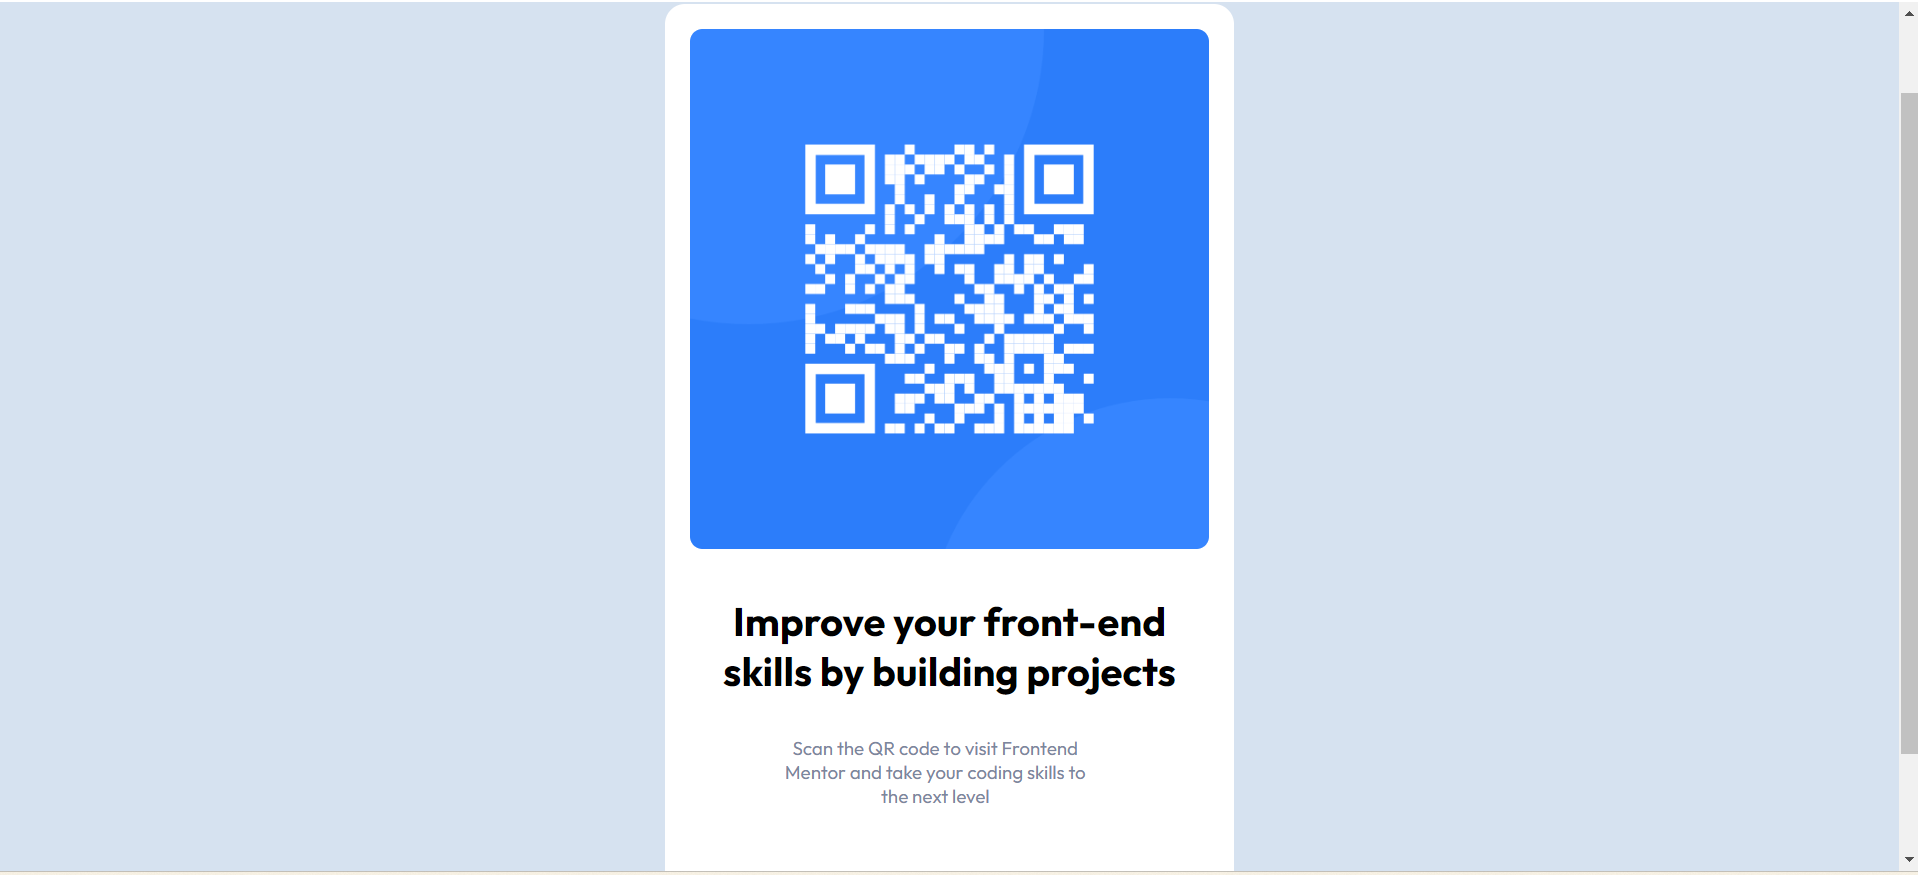 Improve your front-end
skills by building projects
Scan the QR code to visit Frontend
Mentor and take your coding skills to
the next level